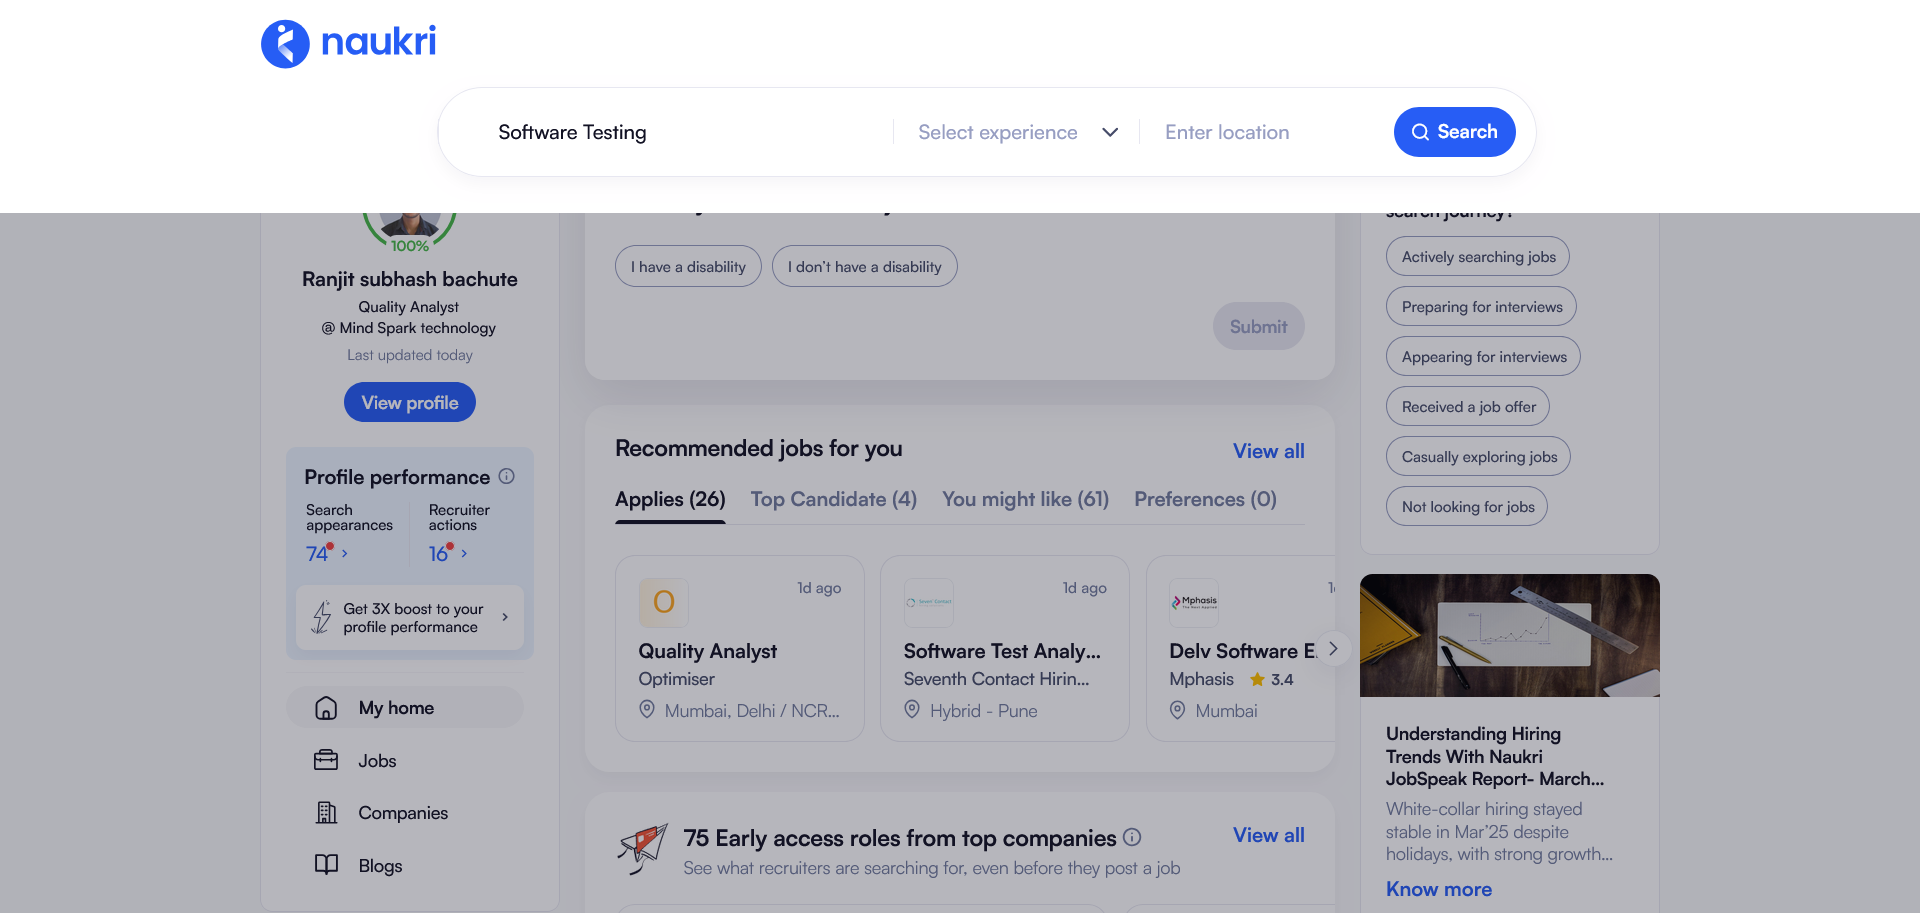 naukri
Software Testing
Select experience
Enter location
Search
100%
Ranjit subhash bachute
Quality Analyst
@ Mind Spark technology
Last updated today
View profile
Profile performance
Search
appearances
74
Recruiter
actions
16
Get 3X boost to your
profile performance
My home
Jobs
Companies
Blogs
I have a disability
I don't have a disability
Submit
Recommended jobs for you
View all
Applies (26)
Top Candidate (4)
You might like (61)
Preferences (0)
O
1d ago
Quality Analyst
Optimiser
Mumbai, Delhi / NCR...
1d ago
Software Test Analy...
Seventh Contact Hirin...
Hybrid - Pune
Mphasis
The Next Applied
Delv Software E
Mphasis
3.4
Mumbai
75 Early access roles from top companies
View all
See what recruiters are searching for, even before they post a job
search journey?
Actively searching jobs
Preparing for interviews
Appearing for interviews
Received a job offer
Casually exploring jobs
Not looking for jobs
Understanding Hiring
Trends With Naukri
JobSpeak Report- March...
White-collar hiring stayed
stable in Mar'25 despite
holidays, with strong growth...
Know more